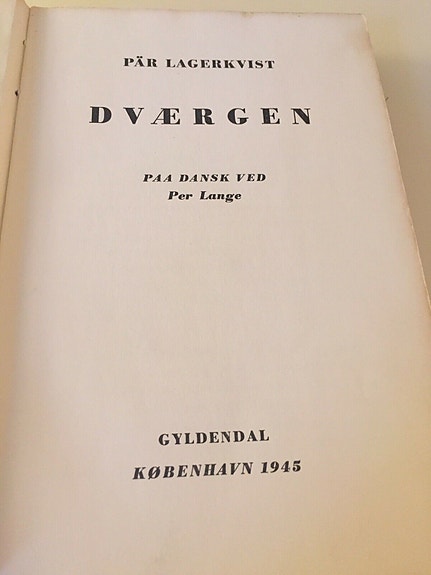 PÄR LAGERKVIST
DVÆRGEN
PAA DANSK VED
Per Lange
GYLDENDAL
KØBENHAVN 1945